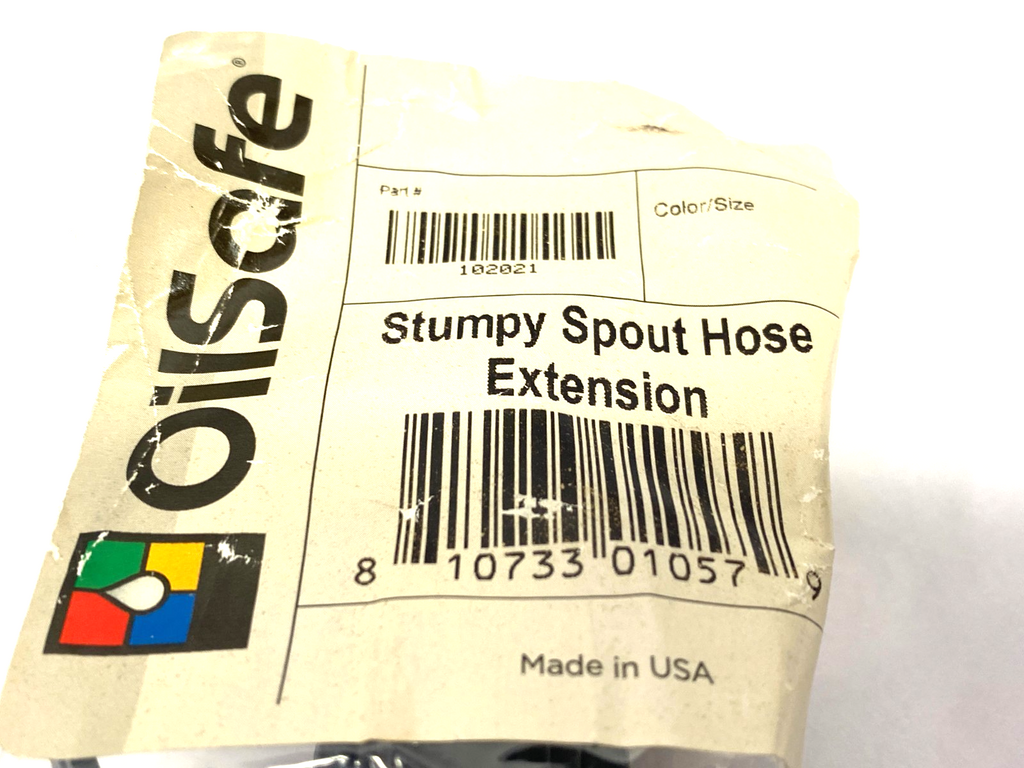 OilSafe®
Part #
102021
Color/Size
Stumpy Spout Hose
Extension
8 10733 01057 9
Made in USA